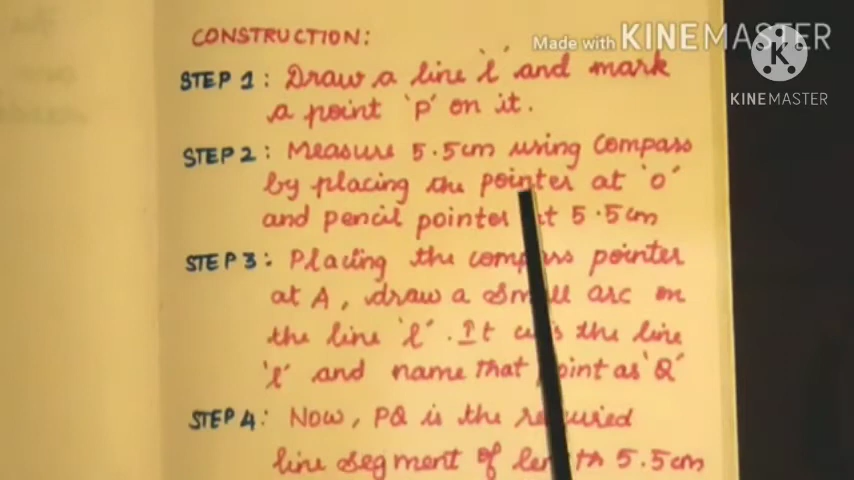 Made with KINEMASTER
K
KINEMASTER
CONSTRUCTION:
STEP 1: Draw a line 'l' and mark
a point 'P' on it.
STEP 2: Measure 5.5cm using compass
by placing the pointer at 'O'
and pencil pointer at 5.5cm
STEP 3: Placing the compass pointer
at A, draw a small arc on
the line 'l'. It cuts the line
'l' and name that point as 'Q'
STEP 4: Now, PQ is the required
line segment of length 5.5cm